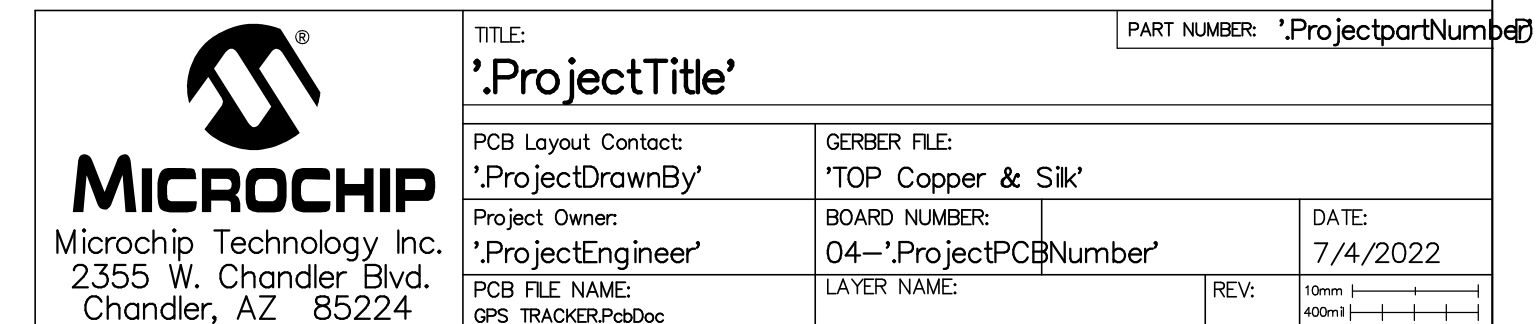 ®
MICROCHIP
Microchip Technology Inc.
2355 W. Chandler Blvd.
Chandler, AZ 85224
TITLE:
'.ProjectTitle'
PART NUMBER: '.ProjectpartNumber'
PCB Layout Contact:
'.ProjectDrawnBy'
GERBER FILE:
'TOP Copper & Silk'
Project Owner:
'.ProjectEngineer'
BOARD NUMBER:
04-'.ProjectPCBNumber'
DATE:
7/4/2022
PCB FILE NAME:
GPS TRACKER.PcbDoc
LAYER NAME:
REV:
10mm
400mil